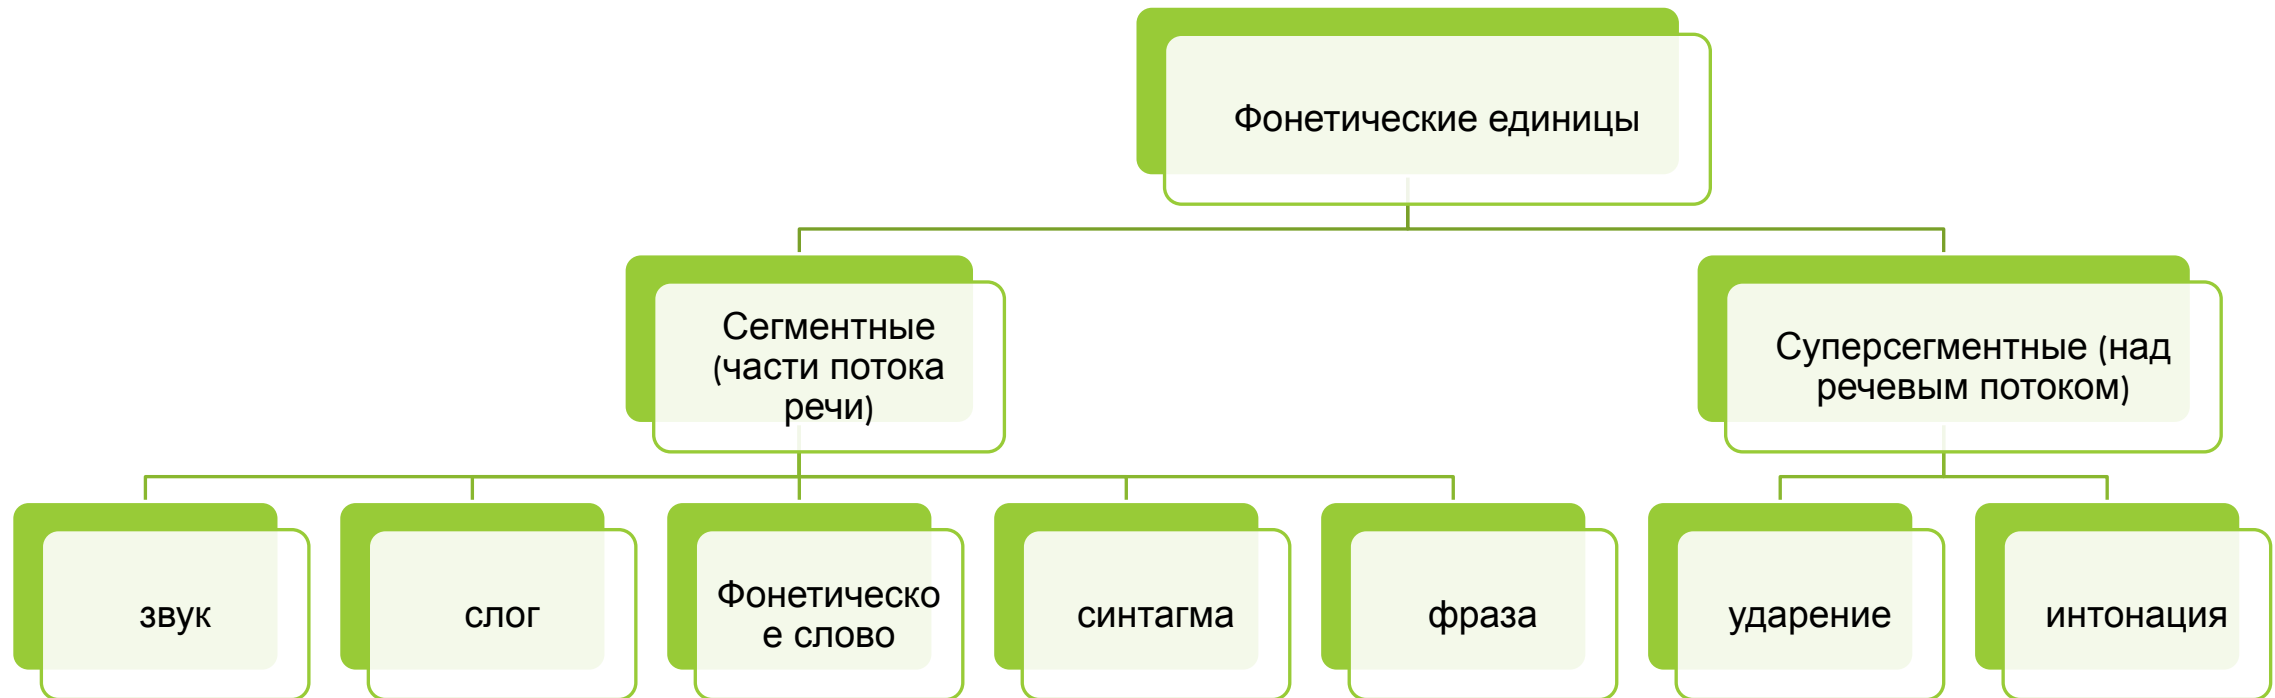 Фонетические единицы
Сегментные
(части потока
речи)
Суперсегментные (над
речевым потоком)
звук
слог
Фонетическо
е слово
синтагма
фраза
ударение
интонация